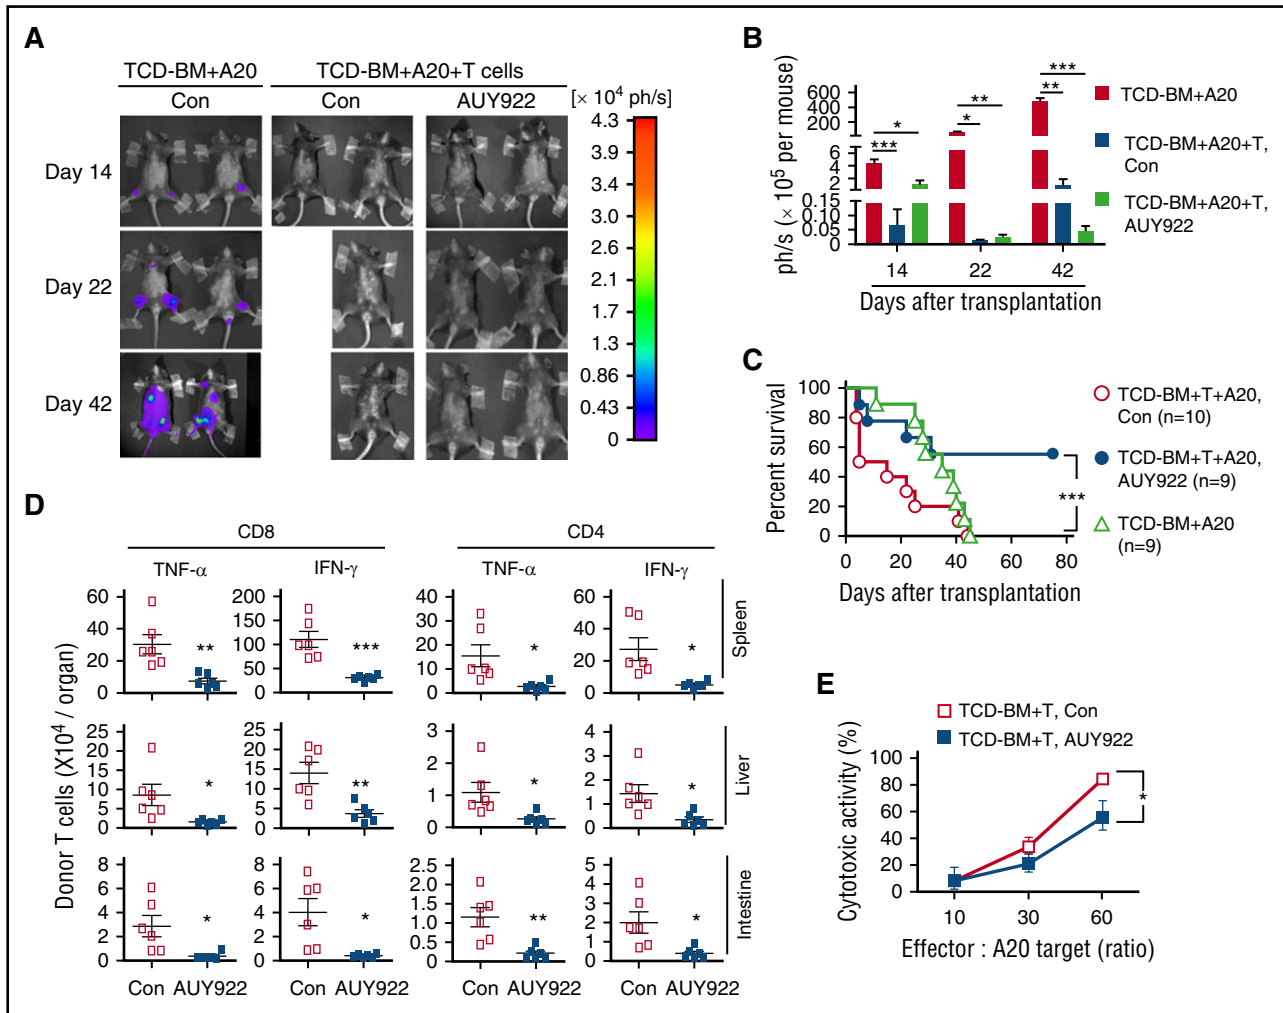 A
TCD-BM+A20
TCD-BM+A20+T cells
Con
Con
AUY922
[× 10⁴ ph/s]
Day 14
Day 22
Day 42
4.3
3.9
3.4
3.0
2.6
2.1
1.7
1.3
0.86
0.43
0
B
ph/s (× 10⁵ per mouse)
600
400
200
6
4
2
0.15
0.10
0.05
0
***
*
*
**
**
***
14
22
42
Days after transplantation
TCD-BM+A20
TCD-BM+A20+T,
Con
TCD-BM+A20+T,
AUY922
C
Percent survival
100
80
60
40
20
0
0
20
40
60
80
Days after transplantation
TCD-BM+T+A20,
Con (n=10)
TCD-BM+T+A20,
AUY922 (n=9)
***
TCD-BM+A20
(n=9)
D
CD8
CD4
TNF-α
IFN-γ
TNF-α
IFN-γ
Donor T cells (X10⁴ / organ)
60
40
20
0
**
200
150
100
50
0
***
40
30
20
10
0
*
60
40
20
0
*
Spleen
25
20
15
10
5
0
*
25
20
15
10
5
0
**
3
2
1
0
*
4
3
2
1
0
*
Liver
8
6
4
2
0
*
8
6
4
2
0
*
2.5
2.0
1.5
1.0
0.5
0
**
5
4
3
2
1
0
*
Intestine
Con AUY922
Con AUY922
Con AUY922
Con AUY922
E
TCD-BM+T, Con
TCD-BM+T, AUY922
Cytotoxic activity (%)
100
80
60
40
20
0
*
10
30
60
Effector : A20 target (ratio)